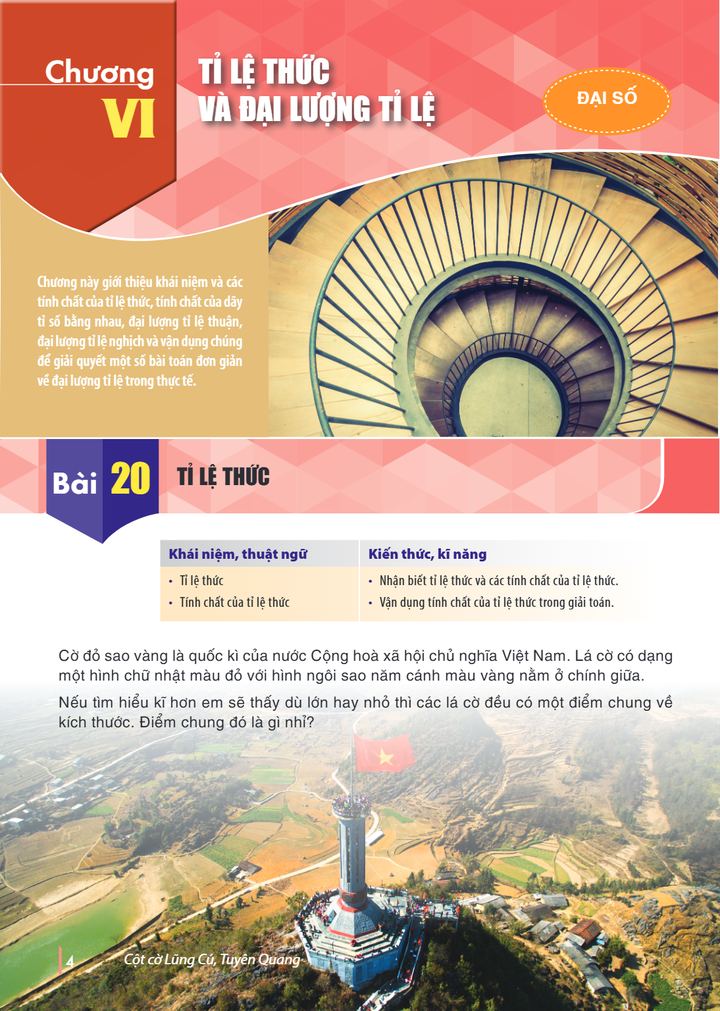 Chương
VI
TỈ LỆ THỨC
VÀ ĐẠI LƯỢNG TỈ LỆ
ĐẠI SỐ
Chương này giới thiệu khái niệm và các
tính chất của tỉ lệ thức, tính chất của dãy
tỉ số bằng nhau, đại lượng tỉ lệ thuận,
đại lượng tỉ lệ nghịch và vận dụng chúng
để giải quyết một số bài toán đơn giản
về đại lượng tỉ lệ trong thực tế.
Bài 20
TỈ LỆ THỨC
Khái niệm, thuật ngữ
• Tỉ lệ thức
• Tính chất của tỉ lệ thức
Kiến thức, kĩ năng
• Nhận biết tỉ lệ thức và các tính chất của tỉ lệ thức.
• Vận dụng tính chất của tỉ lệ thức trong giải toán.
Cờ đỏ sao vàng là quốc kì của nước Cộng hoà xã hội chủ nghĩa Việt Nam. Lá cờ có dạng
một hình chữ nhật màu đỏ với hình ngôi sao năm cánh màu vàng nằm ở chính giữa.
Nếu tìm hiểu kĩ hơn em sẽ thấy dù lớn hay nhỏ thì các lá cờ đều có một điểm chung về
kích thước. Điểm chung đó là gì nhỉ?
4
Cột cờ Lũng Cú, Tuyên Quang